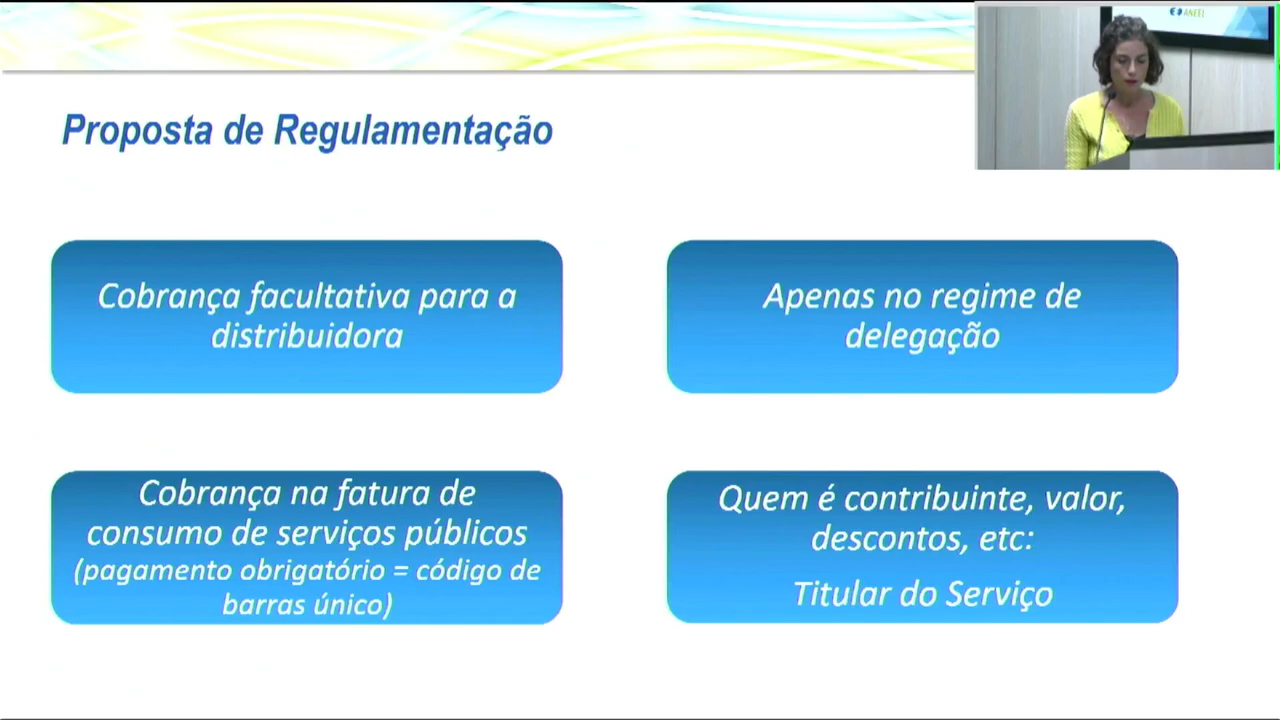 ANEEL
Proposta de Regulamentação
Cobrança facultativa para a
distribuidora
Apenas no regime de
delegação
Cobrança na fatura de
consumo de serviços públicos
(pagamento obrigatório = código de
barras único)
Quem é contribuinte, valor,
descontos, etc:
Titular do Serviço